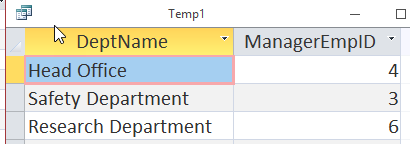 Temp1
DeptName ManagerEmpID
Head Office 4
Safety Department 3
Research Department 6